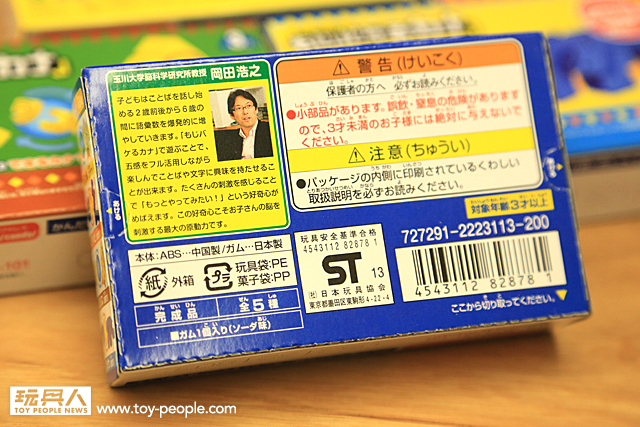 玉川大学脳科学研究所教授 岡田浩之
子どもはことばを話し始
める2歳前後から6歳の
間に語彙数を爆発的に増
やしていきます。「もじバ
ケるカナ」で遊ぶことで、
五感をフル活用しながら
楽しんでことばや文字に興味を持たせるこ
とが出来ます。たくさんの刺激を感じること
で「もっとやってみたい！」という好奇心が
めばえます。この好奇心こそお子さんの脳を
刺激する最大の原動力です。
警告(けいこく)
保護者の方へ 必ずお読みください。
●小部品があります。誤飲・窒息の危険があります
ので、3才未満のお子様には絶対に与えないで
ください。
注意(ちゅうい)
●パッケージの内側に印刷されているくわしい
取扱説明を必ずお読みください。
対象年齢3才以上
本体：ABS…中国製/ガム…日本製
紙 外箱
プラ
玩具袋:PE
菓子袋:PP
完成品 全5種
■ガム1個入り(ソーダ味)
玩具安全基準合格
4543112 82878 1
ST 13
(社)日本玩具協会
東京都墨田区東駒形4-22-4
727291-2223113-200
4543112 828781
ここから切り取ってください。
あける
玩具人
TOY PEOPLE NEWS
www.toy-people.com